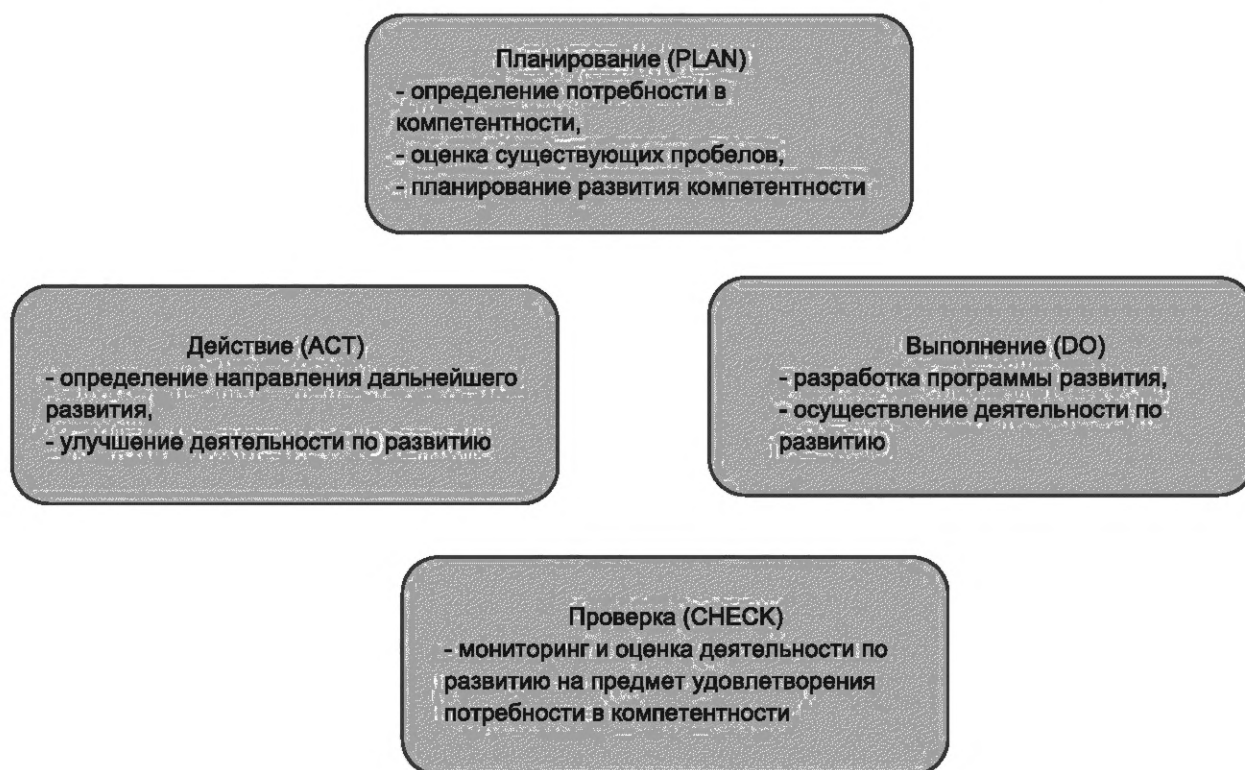 Планирование (PLAN)
- определение потребности в
компетентности,
- оценка существующих пробелов,
- планирование развития компетентности
Действие (ACT)
- определение направления дальнейшего
развития,
- улучшение деятельности по развитию
Выполнение (DO)
- разработка программы развития,
- осуществление деятельности по
развитию
Проверка (CHECK)
- мониторинг и оценка деятельности по
развитию на предмет удовлетворения
потребности в компетентности